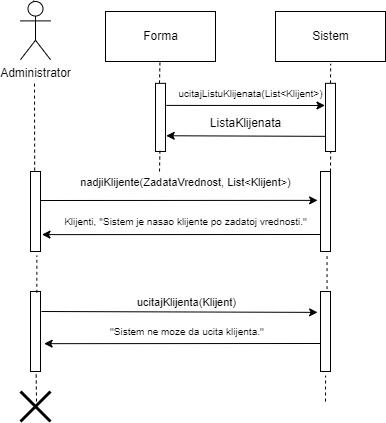 Forma
Sistem
Administrator
ucitajListuKlijenata(List<Klijent>)
ListaKlijenata
nadjiKlijente(ZadataVrednost, List<Klijent>)
Klijenti, "Sistem je nasao klijente po zadatoj vrednosti."
ucitajKlijenta(Klijent)
"Sistem ne moze da ucita klijenta."